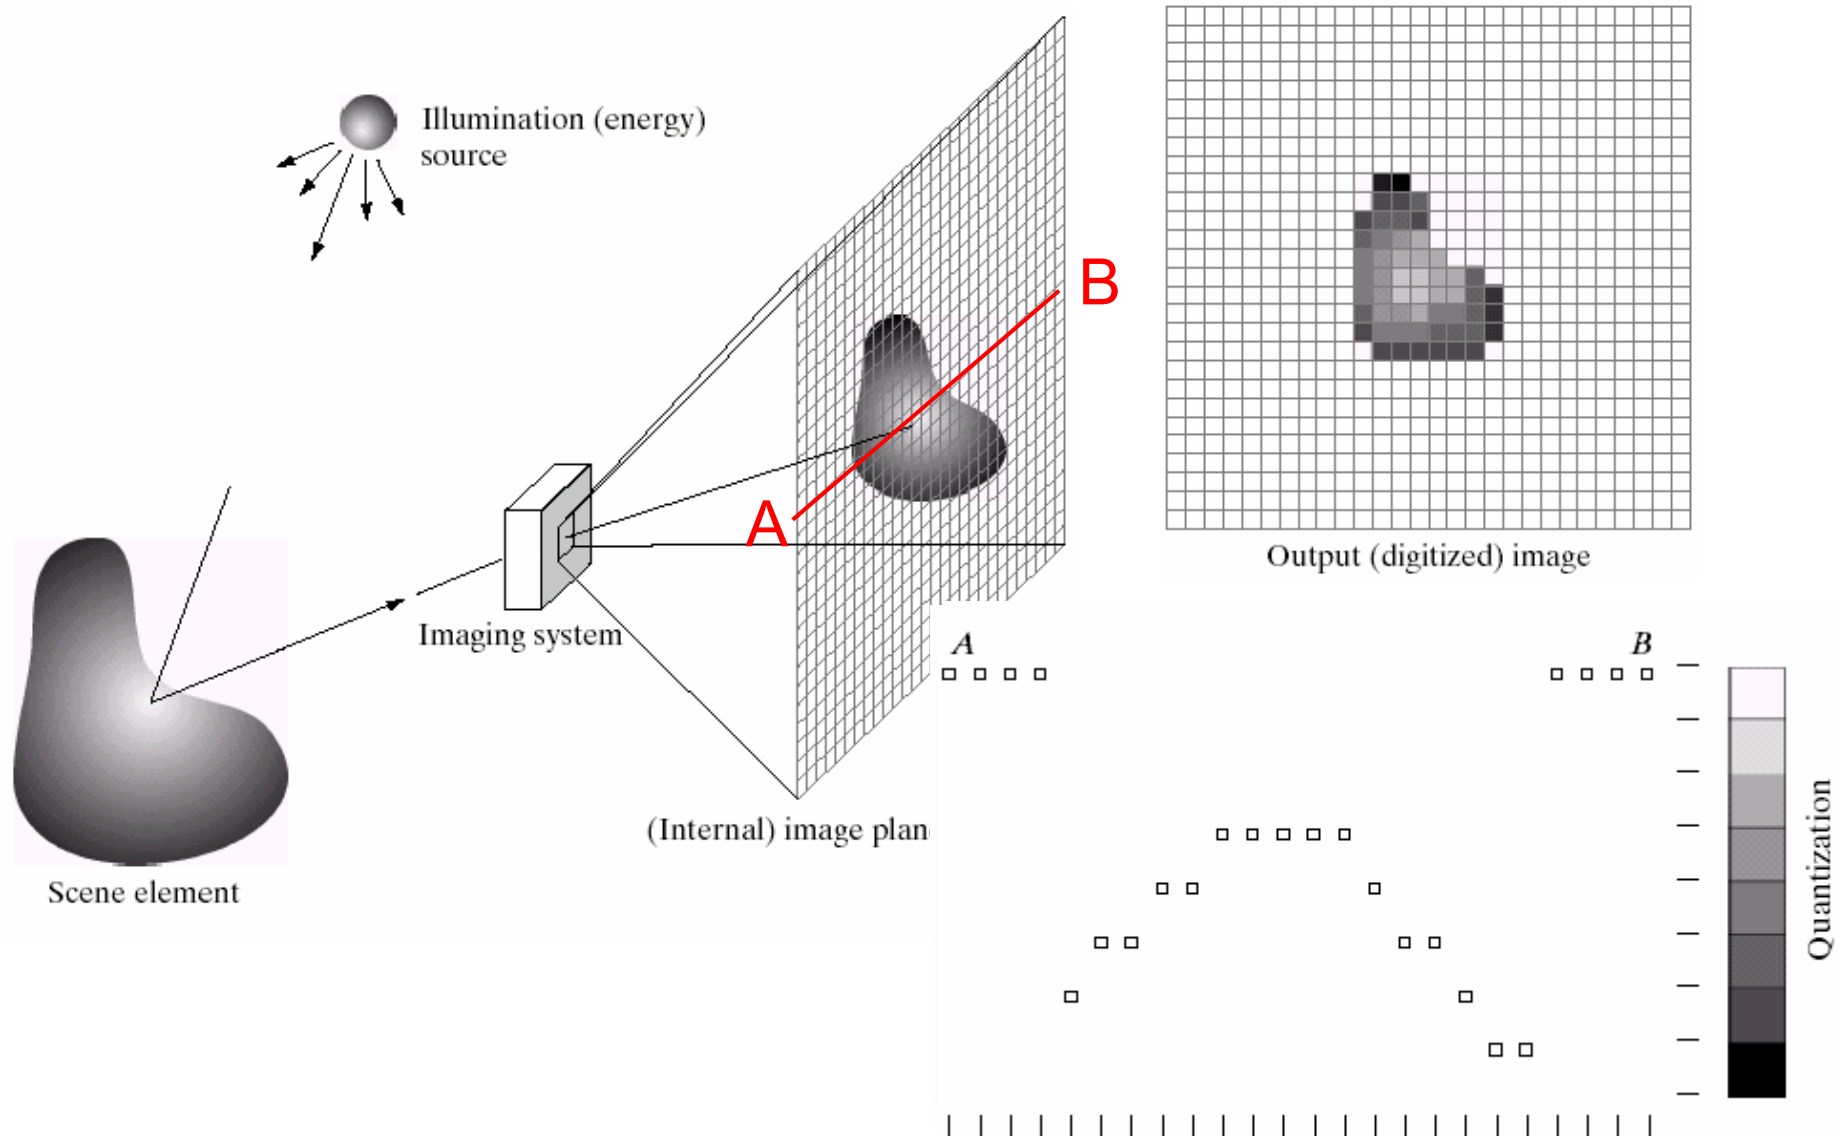 Illumination (energy)
source
B
A
Output (digitized) image
Imaging system
A
B
(Internal) image plan
Scene element
Quantization